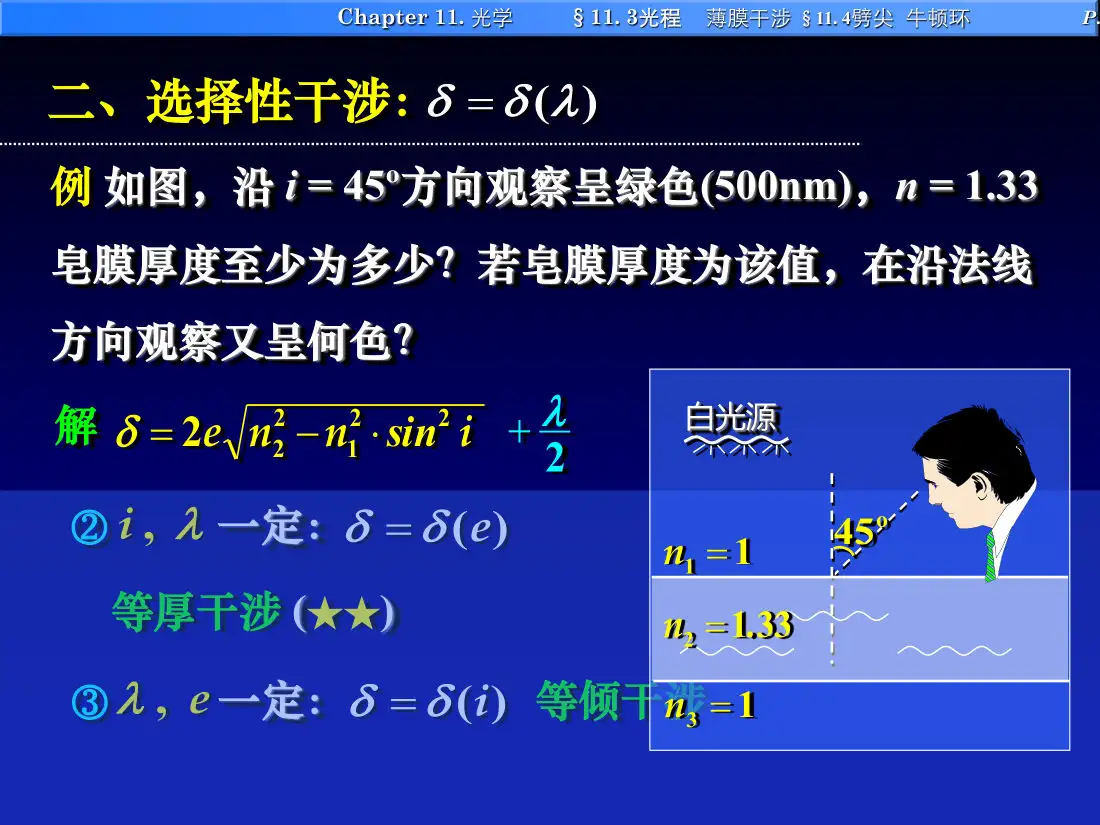 Chapter 11. 光学 §11. 3光程 薄膜干涉 §11. 4劈尖 牛顿环 P.
二、选择性干涉: δ = δ(λ)
例 如图，沿 i = 45º方向观察呈绿色(500nm)，n = 1.33
皂膜厚度至少为多少？若皂膜厚度为该值，在沿法线
方向观察又呈何色？
解 δ = 2e√(n₂² − n₁² · sin² i) + λ/2
② i , λ 一定: δ = δ(e)
等厚干涉 (★★)
③ λ , e 一定: δ = δ(i) 等倾干涉
白光源
45º
n₁ = 1
n₂ = 1.33
n₃ = 1